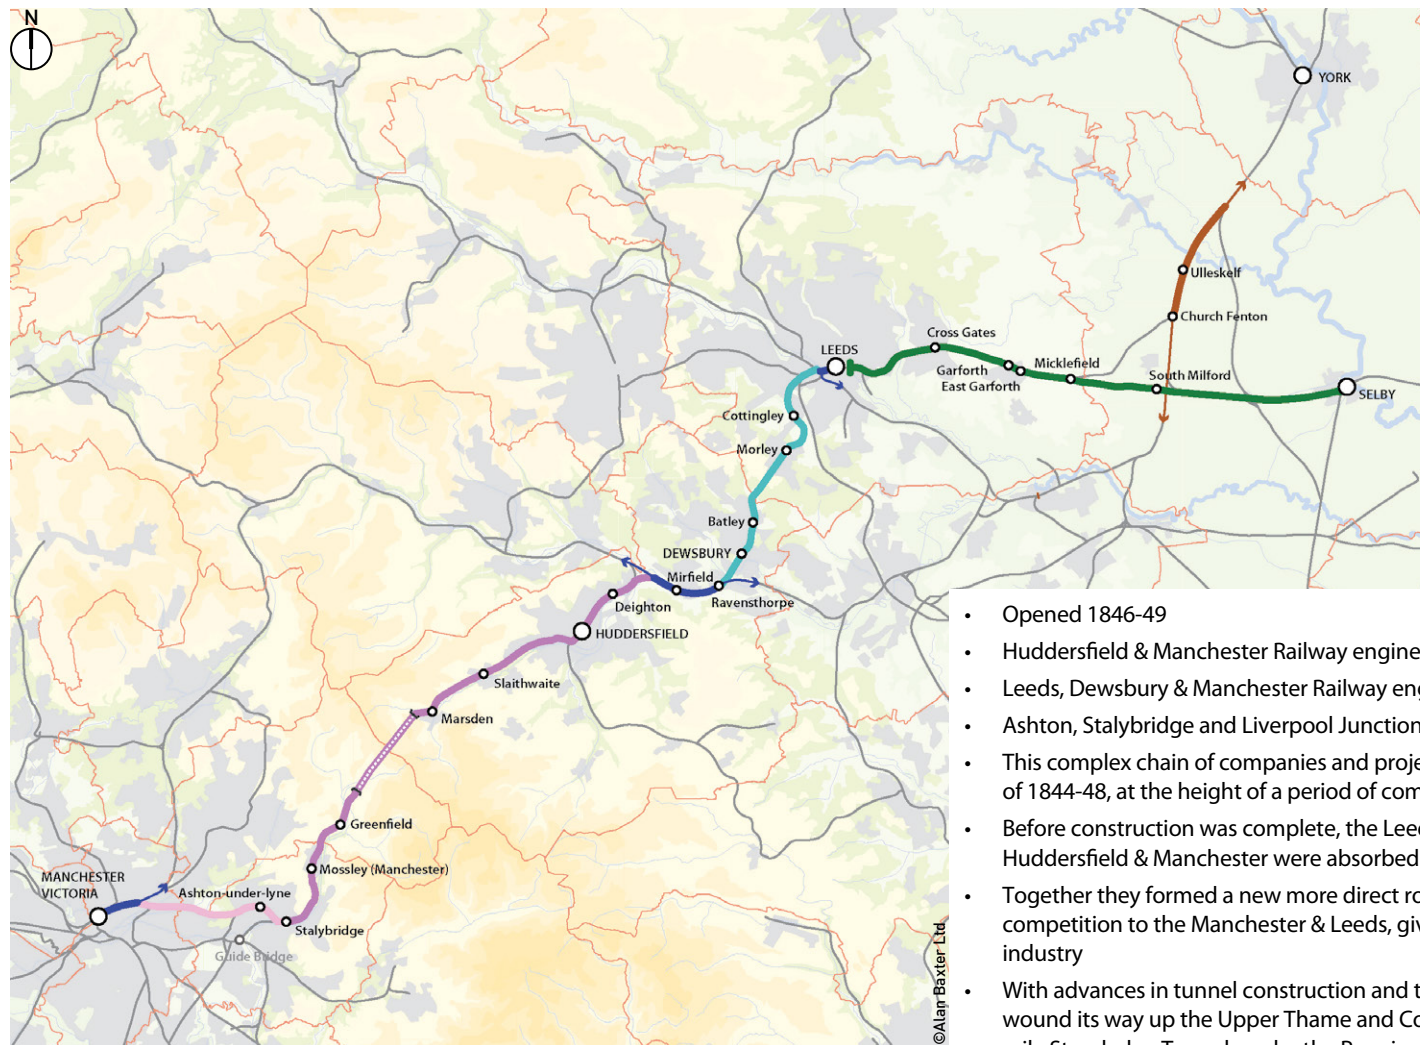 N
YORK
Ulleskelf
Church Fenton
Cross Gates
LEEDS
Garforth
East Garforth
Micklefield
South Milford
SELBY
Cottingley
Morley
Batley
DEWSBURY
Mirfield
Ravensthorpe
Deighton
HUDDERSFIELD
Slaithwaite
Marsden
Greenfield
Mossley (Manchester)
MANCHESTER
VICTORIA
Ashton-under-lyne
Stalybridge
Guide Bridge
©Alan Baxter Ltd
• Opened 1846-49
• Huddersfield & Manchester Railway engine
• Leeds, Dewsbury & Manchester Railway eng
• Ashton, Stalybridge and Liverpool Junction
• This complex chain of companies and proje
of 1844-48, at the height of a period of com
• Before construction was complete, the Leed
Huddersfield & Manchester were absorbed
• Together they formed a new more direct ro
competition to the Manchester & Leeds, giv
industry
• With advances in tunnel construction and t
wound its way up the Upper Thame and Co